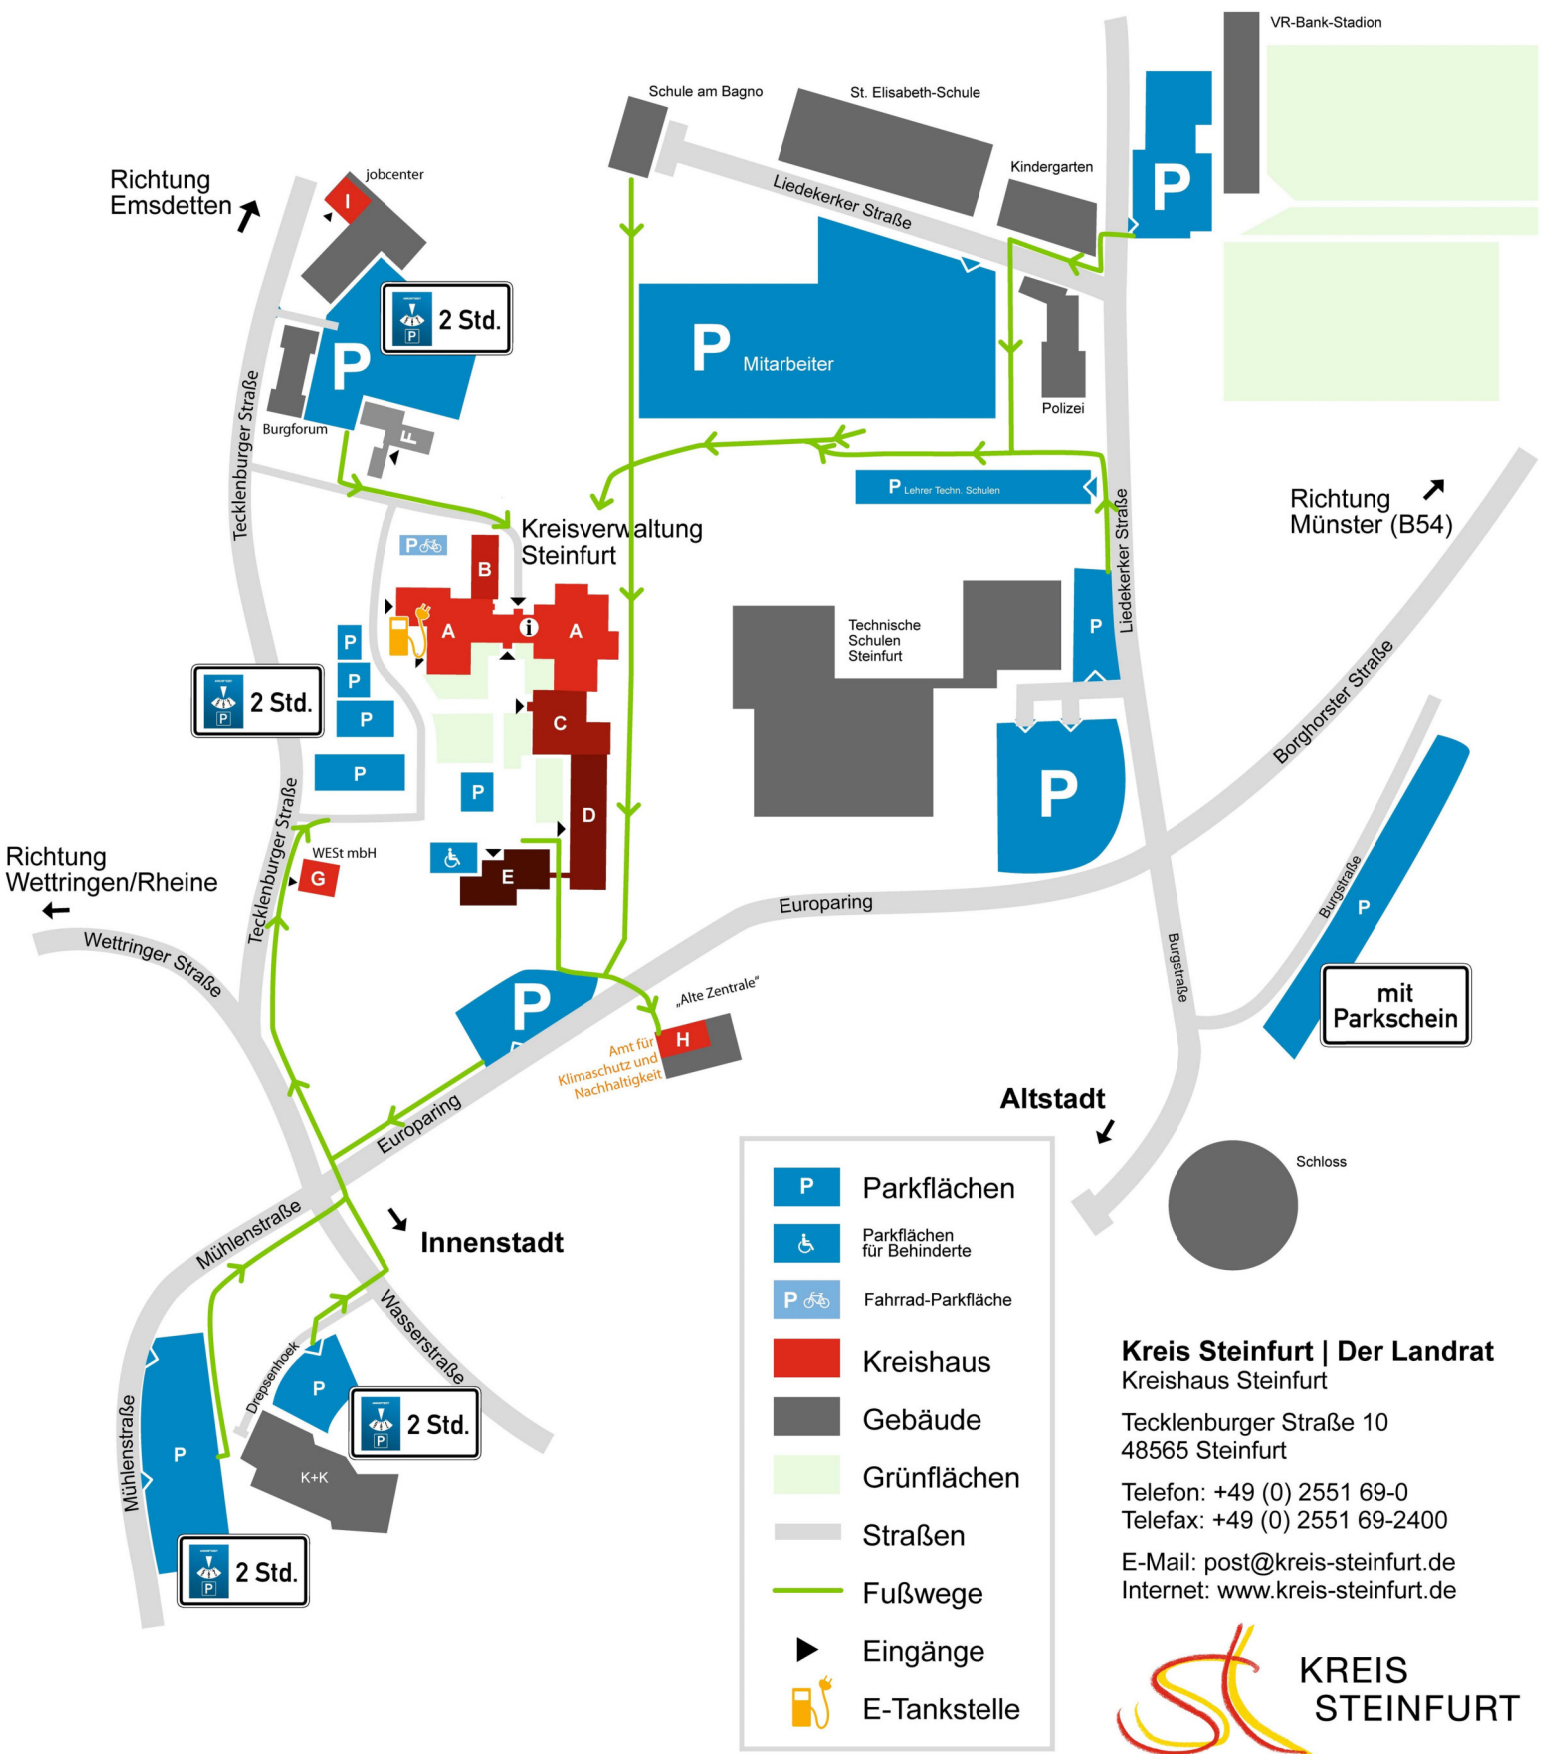 VR-Bank-Stadion
Schule am Bagno
St. Elisabeth-Schule
Kindergarten
Richtung
Emsdetten
jobcenter
I
P
Liedekerker Straße
2 Std.
P
P Mitarbeiter
Polizei
Burgforum
F
Tecklenburger Straße
P Lehrer Techn. Schulen
Richtung
Münster (B54)
Kreisverwaltung
Steinfurt
P
B
Liedekerker Straße
A
i
A
Technische
Schulen
Steinfurt
P
P
P
2 Std.
P
C
P
P
D
P
Borghorster Straße
Tecklenburger Straße
WESt mbH
G
E
Richtung
Wettringen/Rheine
Wettringer Straße
Europaring
Burgstraße
P
Burgstraße
mit
Parkschein
P
„Alte Zentrale“
H
Amt für
Klimaschutz und
Nachhaltigkeit
Europaring
Altstadt
Schloss
Mühlenstraße
Innenstadt
Wasserstraße
Drepsenhoek
P
2 Std.
Mühlenstraße
P
K+K
2 Std.
P Parkflächen
Parkflächen
für Behinderte
P Fahrrad-Parkfläche
Kreishaus
Gebäude
Grünflächen
Straßen
Fußwege
Eingänge
E-Tankstelle
Kreis Steinfurt | Der Landrat
Kreishaus Steinfurt
Tecklenburger Straße 10
48565 Steinfurt
Telefon: +49 (0) 2551 69-0
Telefax: +49 (0) 2551 69-2400
E-Mail: post@kreis-steinfurt.de
Internet: www.kreis-steinfurt.de
KREIS
STEINFURT